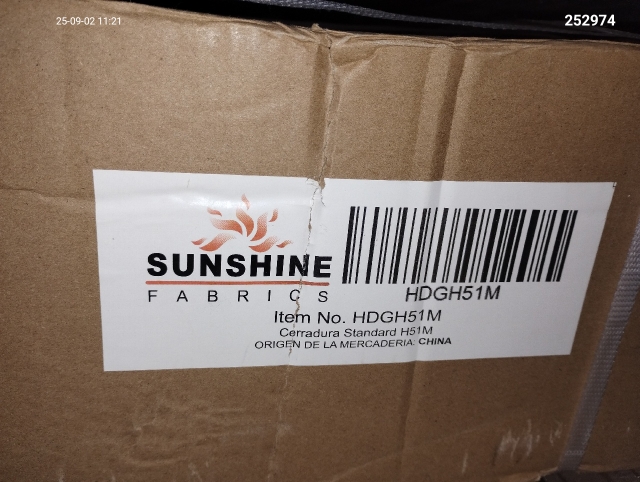 25-09-02 11:21
252974
SUNSHINE
FABRICS
HDGH51M
Item No. HDGH51M
Cerradura Standard H51M
ORIGEN DE LA MERCADERIA: CHINA